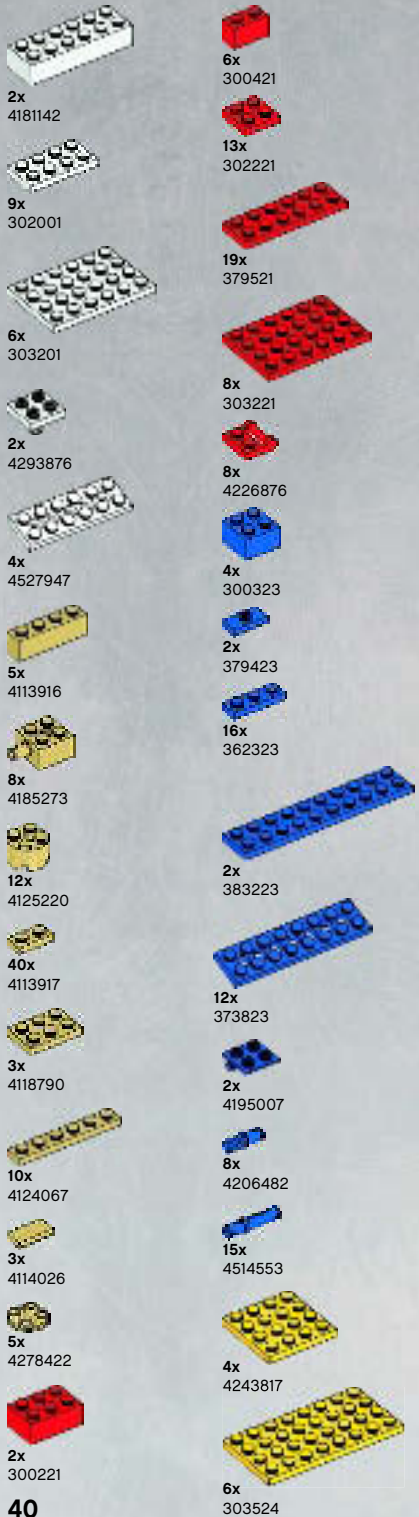 2x
4181142
9x
302001
6x
303201
2x
4293876
4x
4527947
5x
4113916
8x
4185273
12x
4125220
40x
4113917
3x
4118790
10x
4124067
3x
4114026
5x
4278422
2x
300221
6x
300421
13x
302221
19x
379521
8x
303221
8x
4226876
4x
300323
2x
379423
16x
362323
2x
383223
12x
373823
2x
4195007
8x
4206482
15x
4514553
4x
4243817
6x
303524
40